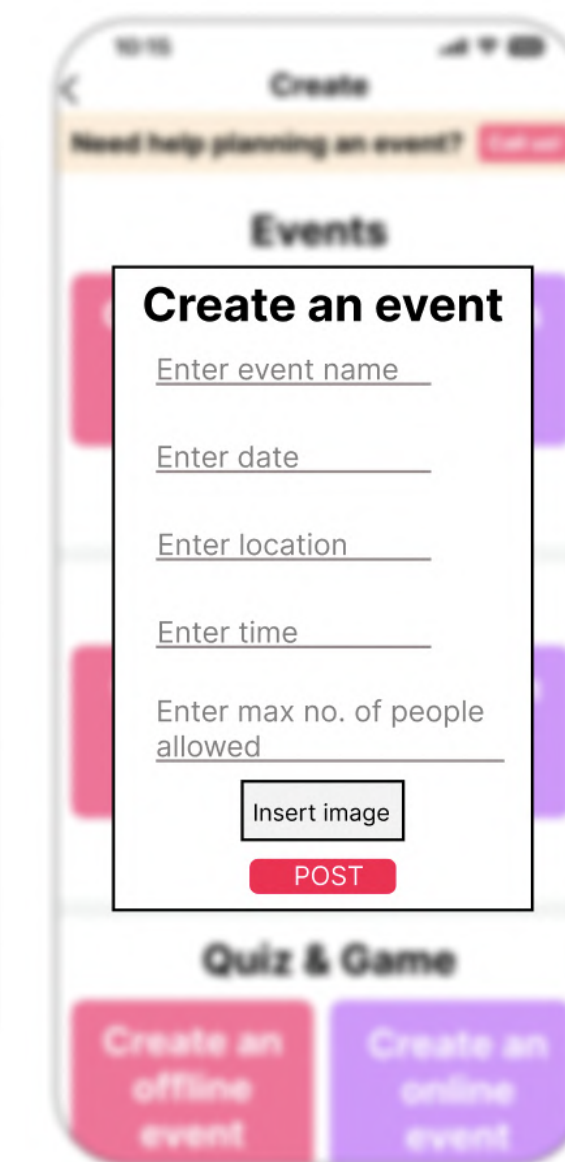 10:15
Create
Need help planning an event?
Events
Create an event
Enter event name
Enter date
Enter location
Enter time
Enter max no. of people
allowed
Insert image
POST
Quiz & Game
Create an
offline
event
Create an
online
event